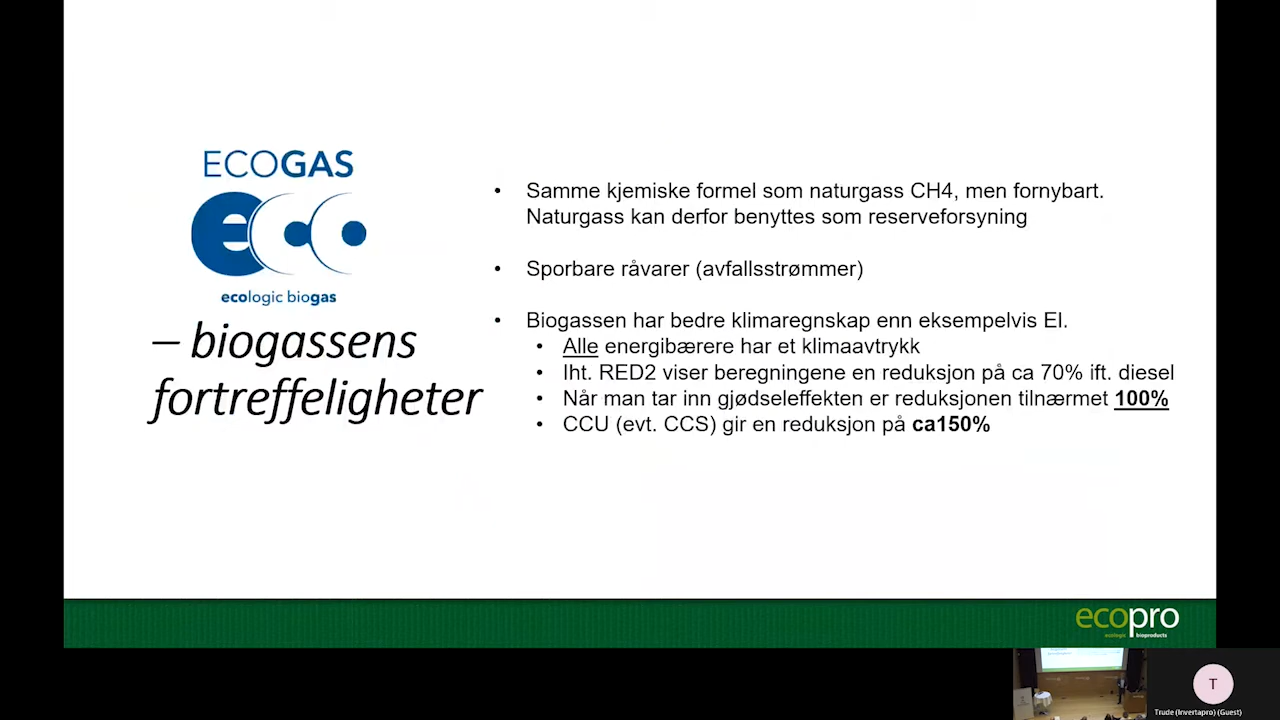 ECOGAS
eco
ecologic biogas
– biogassens
fortreffeligheter
• Samme kjemiske formel som naturgass CH4, men fornybart.
Naturgass kan derfor benyttes som reserveforsyning
• Sporbare råvarer (avfallsstrømmer)
• Biogassen har bedre klimaregnskap enn eksempelvis El.
• Alle energibærere har et klimaavtrykk
• Iht. RED2 viser beregningene en reduksjon på ca 70% ift. diesel
• Når man tar inn gjødseleffekten er reduksjonen tilnærmet 100%
• CCU (evt. CCS) gir en reduksjon på ca150%
ecopro
ecologic bioproducts
T
Trude (Invertapro) (Guest)